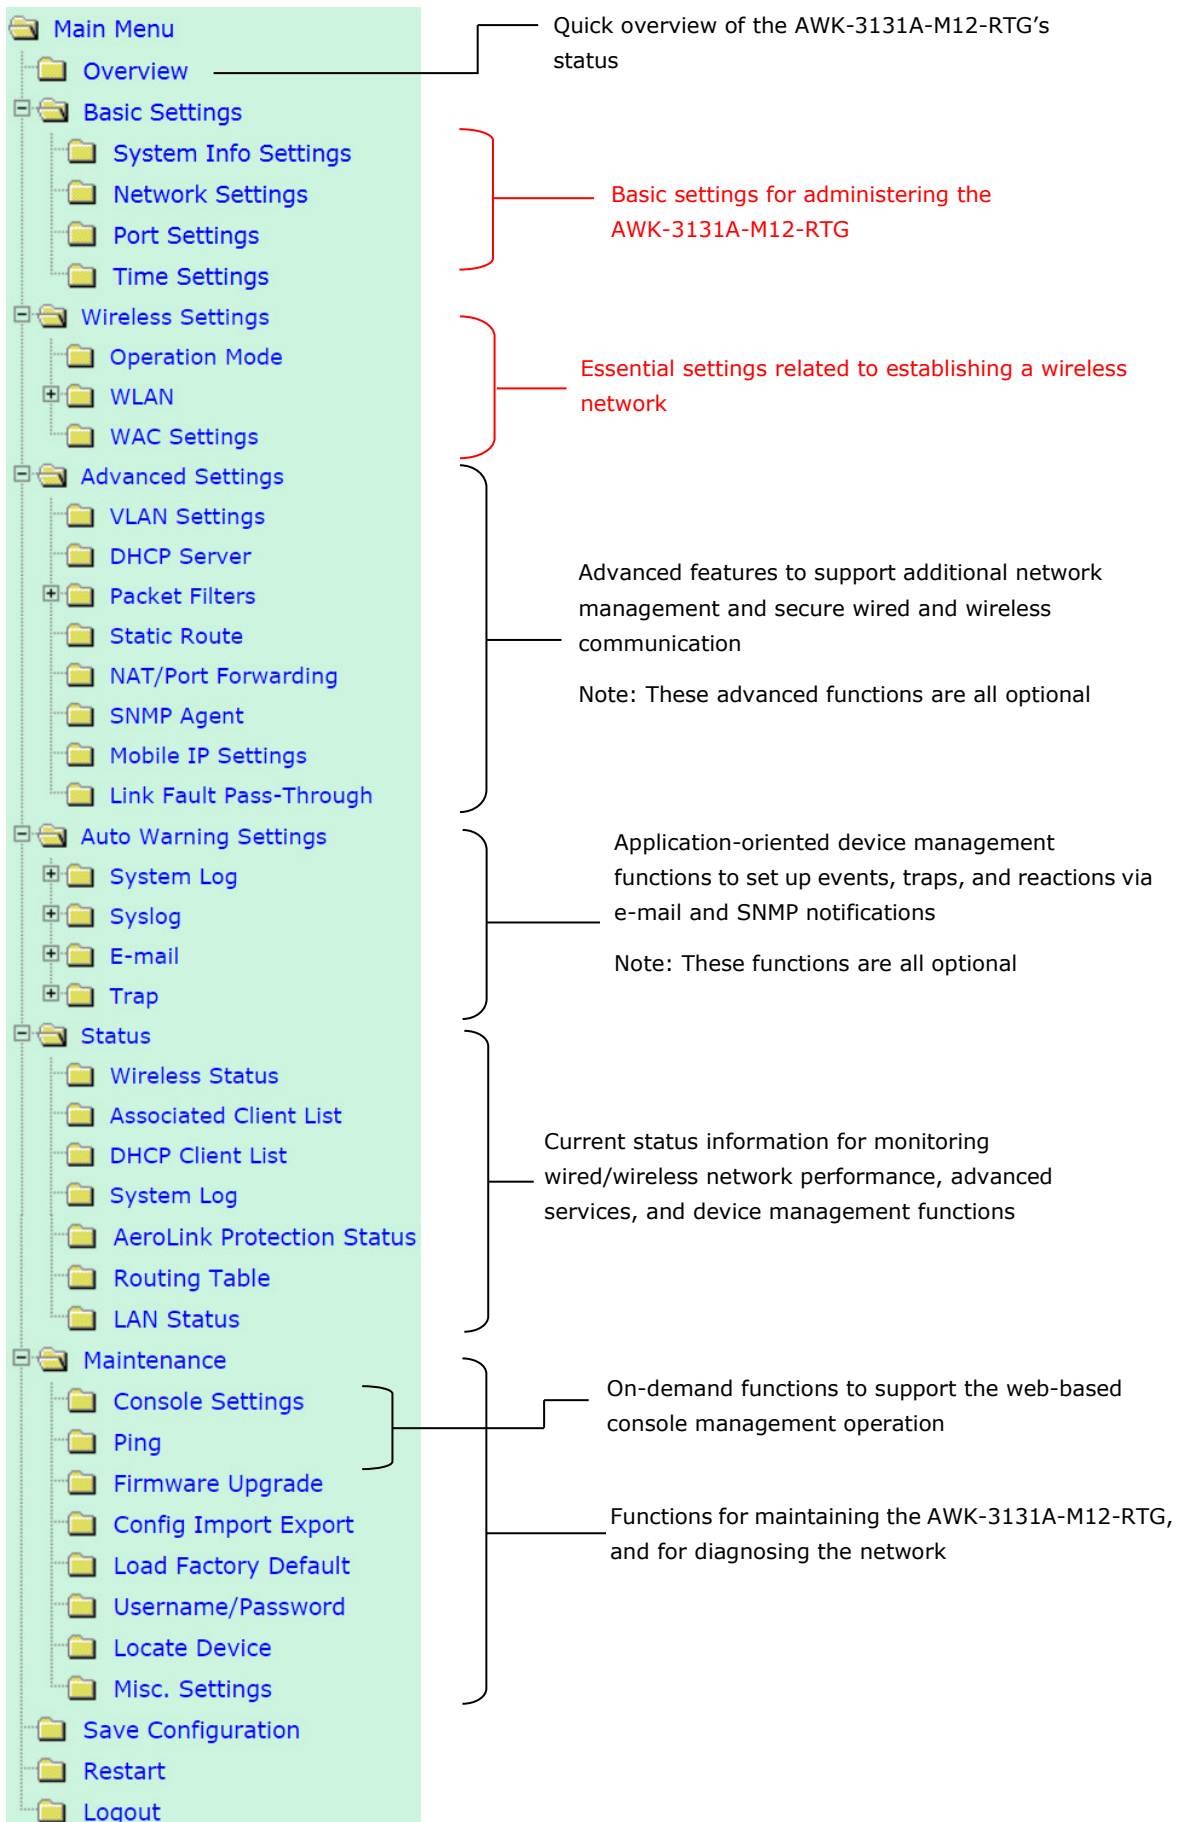 Main Menu
Overview
Basic Settings
System Info Settings
Network Settings
Port Settings
Time Settings
Wireless Settings
Operation Mode
WLAN
WAC Settings
Advanced Settings
VLAN Settings
DHCP Server
Packet Filters
Static Route
NAT/Port Forwarding
SNMP Agent
Mobile IP Settings
Link Fault Pass-Through
Auto Warning Settings
System Log
Syslog
E-mail
Trap
Status
Wireless Status
Associated Client List
DHCP Client List
System Log
AeroLink Protection Status
Routing Table
LAN Status
Maintenance
Console Settings
Ping
Firmware Upgrade
Config Import Export
Load Factory Default
Username/Password
Locate Device
Misc. Settings
Save Configuration
Restart
Logout
Quick overview of the AWK-3131A-M12-RTG's
status
Basic settings for administering the
AWK-3131A-M12-RTG
Essential settings related to establishing a wireless
network
Advanced features to support additional network
management and secure wired and wireless
communication
Note: These advanced functions are all optional
Application-oriented device management
functions to set up events, traps, and reactions via
e-mail and SNMP notifications
Note: These functions are all optional
Current status information for monitoring
wired/wireless network performance, advanced
services, and device management functions
On-demand functions to support the web-based
console management operation
Functions for maintaining the AWK-3131A-M12-RTG,
and for diagnosing the network